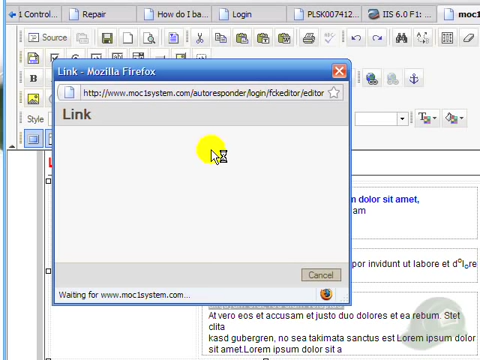 1 Control...
Repair
How do I ba...
Login
PLSK007412...
IIS 6.0 F1: ...
moc1
Source
B
Style
Link - Mozilla Firefox
http://www.moc1system.com/autoresponder/login/fckeditor/editor
Link
Cancel
Waiting for www.moc1system.com...
m dolor sit amet,
am
por invidunt ut labore et d°l°re
At vero eos et accusam et justo duo dolores et ea rebum. Stet
clita
kasd gubergren, no sea takimata sanctus est Lorem ipsum dolor
sit amet.Lorem ipsum dolor sit a